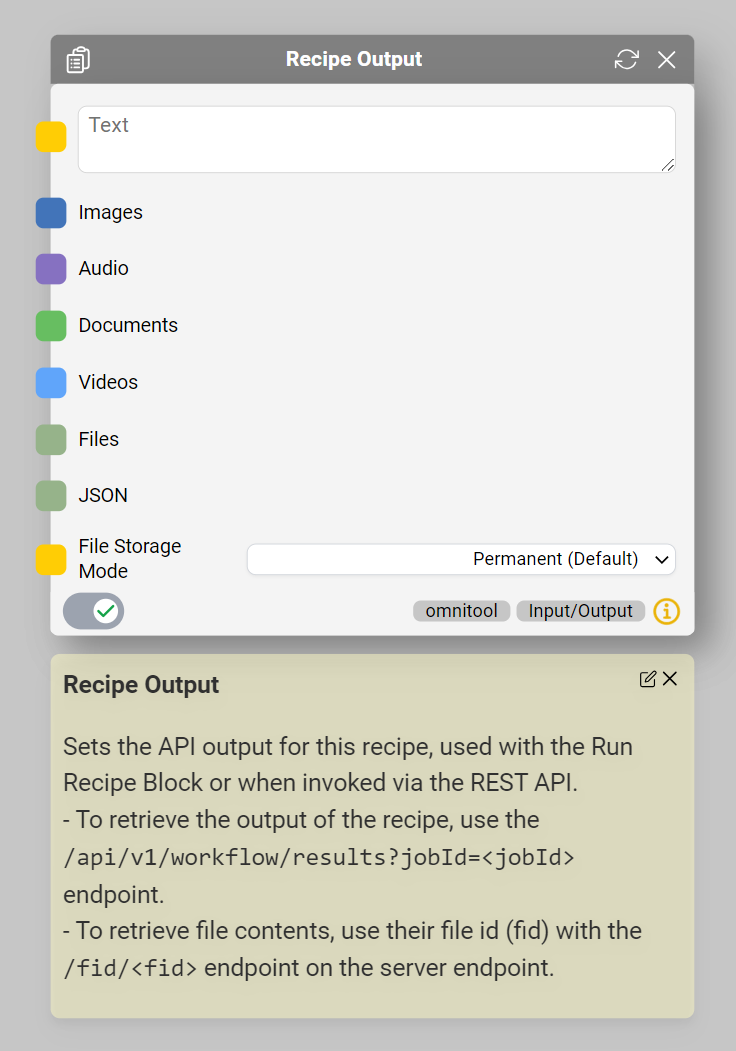 Recipe Output
Text
Images
Audio
Documents
Videos
Files
JSON
File Storage
Mode
Permanent (Default)
omnitool
Input/Output
Recipe Output
Sets the API output for this recipe, used with the Run
Recipe Block or when invoked via the REST API.
- To retrieve the output of the recipe, use the
/api/v1/workflow/results?jobId=<jobId>
endpoint.
- To retrieve file contents, use their file id (fid) with the
/fid/<fid> endpoint on the server endpoint.